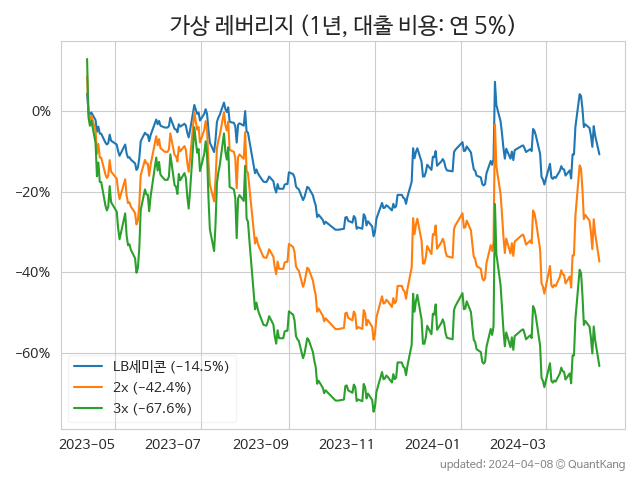 가상 레버리지 (1년, 대출 비용: 연 5%)
0%
−20%
−40%
−60%
LB세미콘 (−14.5%)
2x (−42.4%)
3x (−67.6%)
2023−05 2023−07 2023−09 2023−11 2024−01 2024−03
updated: 2024−04−08 © QuantKang